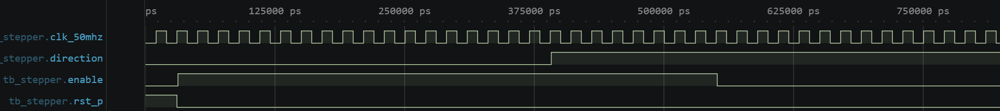 ps 125000 ps 250000 ps 375000 ps 500000 ps 625000 ps 750000 ps
_stepper.clk_50mhz
_stepper.direction
tb_stepper.enable
tb_stepper.rst_p